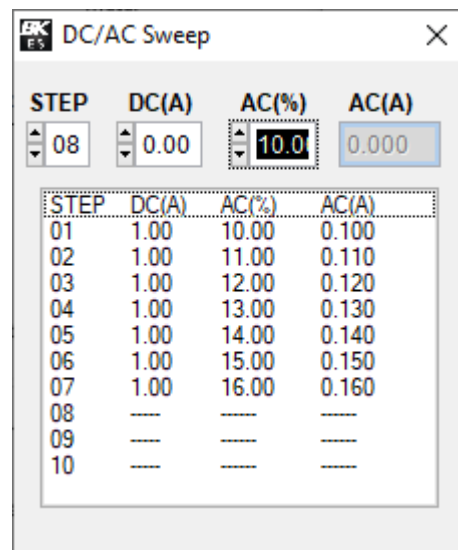 BK ES DC/AC Sweep
STEP DC(A) AC(%) AC(A)
08 0.00 10.00 0.000
STEP DC(A) AC(%) AC(A)
01 1.00 10.00 0.100
02 1.00 11.00 0.110
03 1.00 12.00 0.120
04 1.00 13.00 0.130
05 1.00 14.00 0.140
06 1.00 15.00 0.150
07 1.00 16.00 0.160
08 ----- ------ ------
09 ----- ------ ------
10 ----- ------ ------